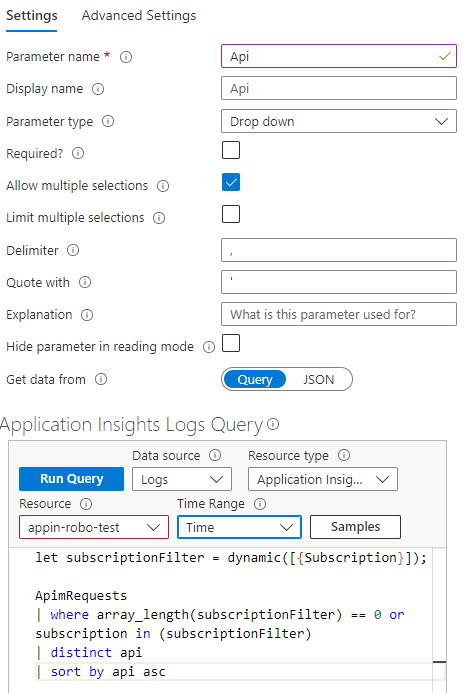 Settings Advanced Settings
Parameter name * Api
Display name Api
Parameter type Drop down
Required?
Allow multiple selections
Limit multiple selections
Delimiter ,
Quote with '
Explanation What is this parameter used for?
Hide parameter in reading mode
Get data from Query JSON
Application Insights Logs Query
Data source Resource type
Run Query Logs Application Insig...
Resource Time Range
appin-robo-test Time Samples
let subscriptionFilter = dynamic([{Subscription}]);
ApimRequests
| where array_length(subscriptionFilter) == 0 or
subscription in (subscriptionFilter)
| distinct api
| sort by api asc